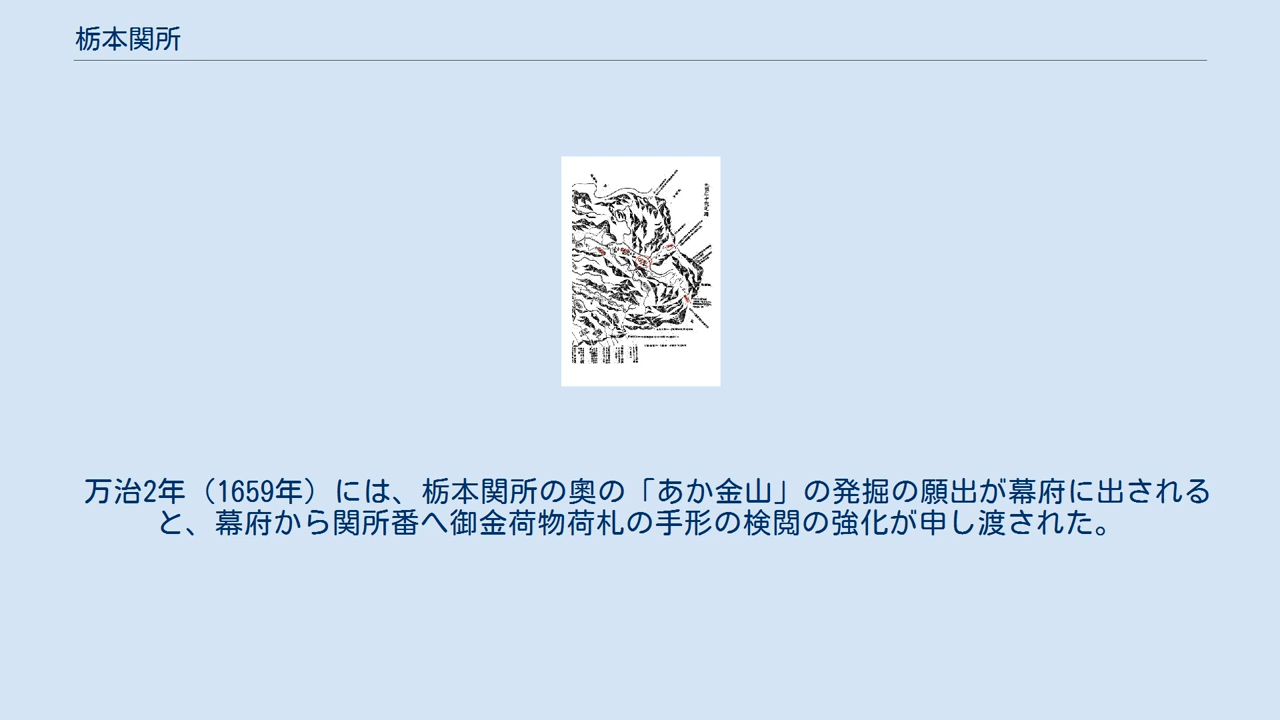 栃本関所
万治2年（1659年）には、栃本関所の奥の「あか金山」の発掘の願出が幕府に出される
と、幕府から関所番へ御金荷物荷札の手形の検閲の強化が申し渡された。